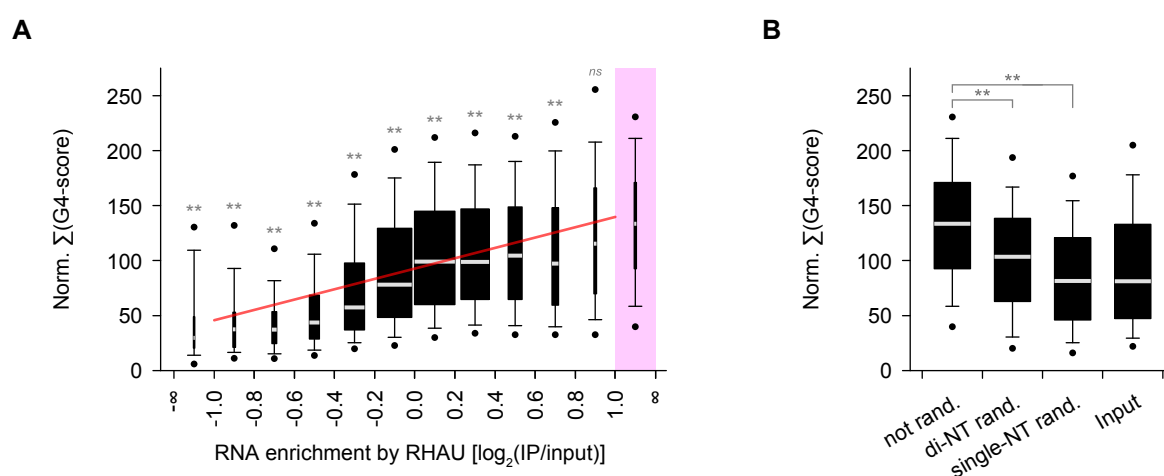 A
Norm. ∑(G4-score)
250
200
150
100
50
0
** ** ** ** ** ** ** ** ** ** ns
-∞ -1.0 -0.8 -0.6 -0.4 -0.2 0.0 0.2 0.4 0.6 0.8 1.0 ∞
RNA enrichment by RHAU [log2(IP/input)]
B
Norm. ∑(G4-score)
250
200
150
100
50
0
**
**
not rand.
di-NT rand.
single-NT rand.
Input